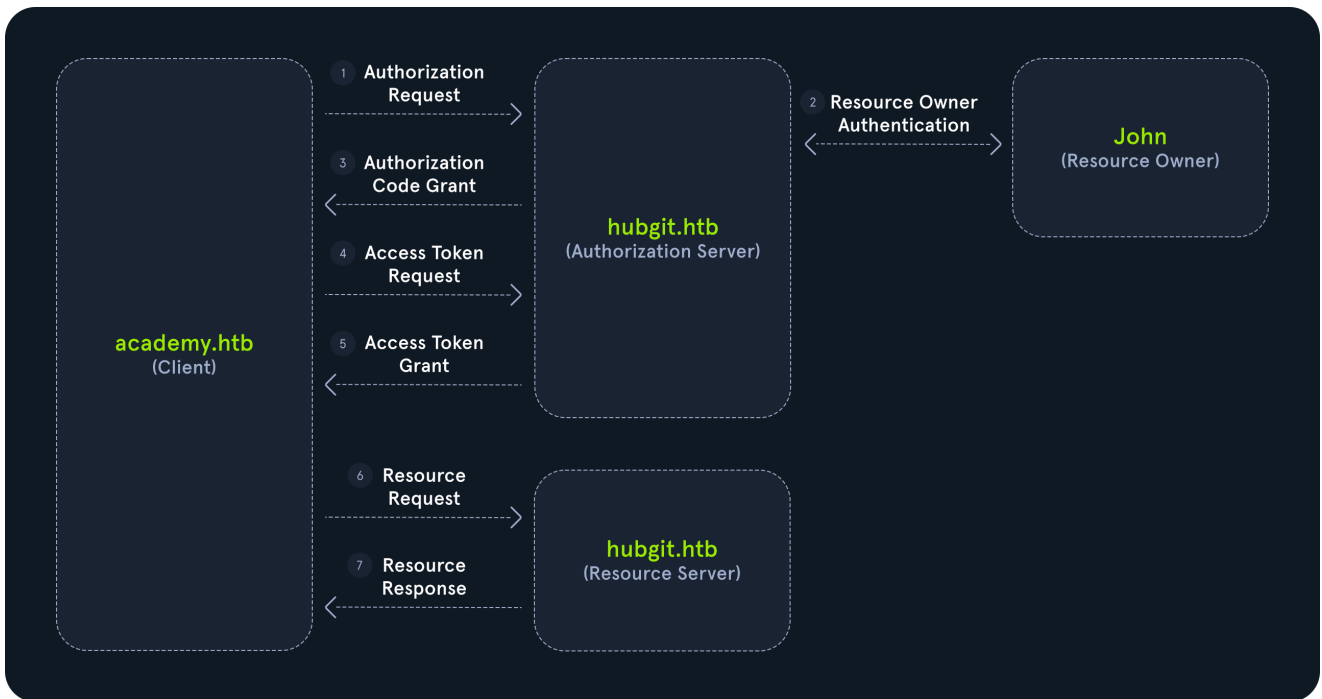 1 Authorization
Request
2 Resource Owner
Authentication
John
(Resource Owner)
3 Authorization
Code Grant
hubgit.htb
(Authorization Server)
4 Access Token
Request
academy.htb
(Client)
5 Access Token
Grant
6 Resource
Request
hubgit.htb
(Resource Server)
7 Resource
Response